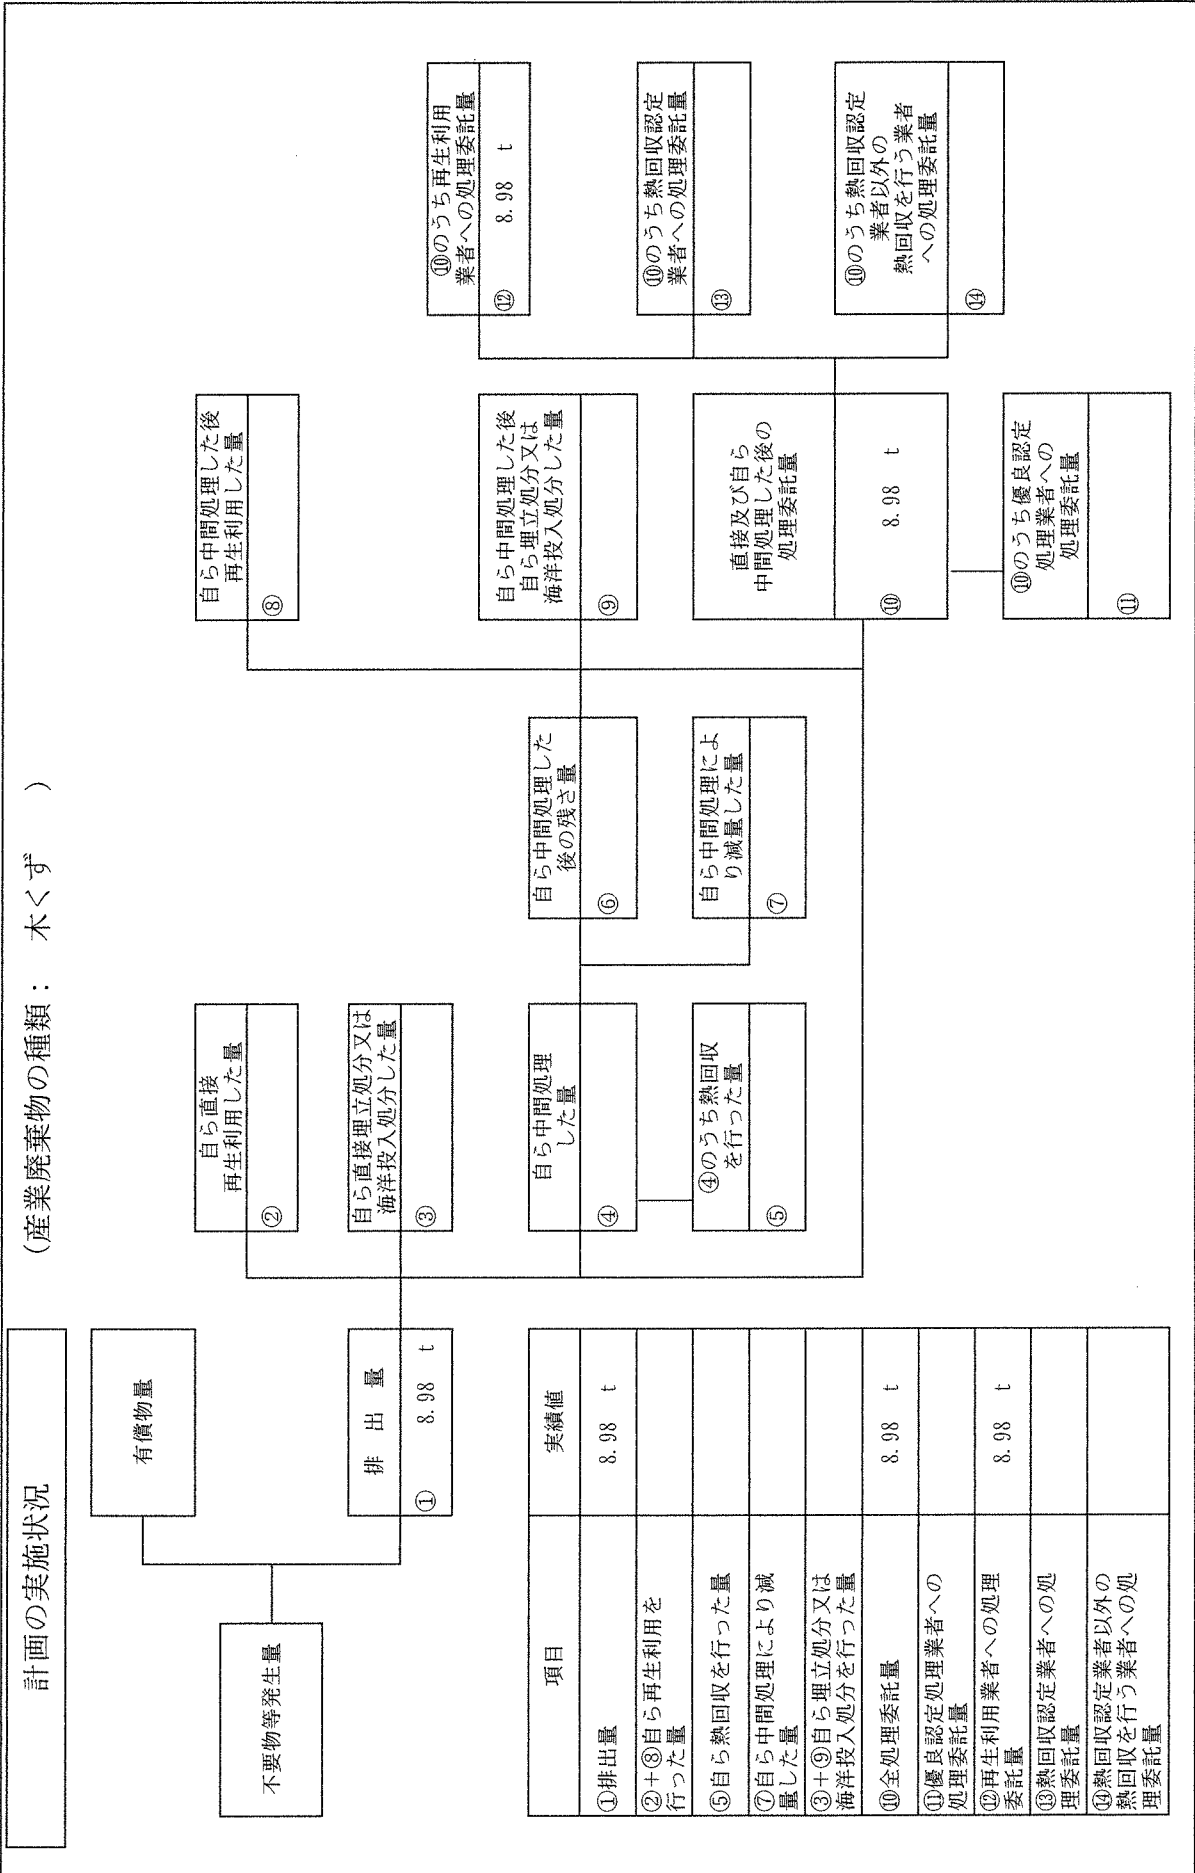 計画の実施状況
(産業廃棄物の種類： 木くず )
不要物等発生量
有償物量
排 出 量
① 8.98 t
自ら直接
再生利用した量
②
自ら直接埋立処分又は
海洋投入処分した量
③
自ら中間処理
した量
④
④のうち熱回収
を行った量
⑤
自ら中間処理した
後の残さ量
⑥
自ら中間処理によ
り減量した量
⑦
自ら中間処理した後
再生利用した量
⑧
自ら中間処理した後
自ら埋立処分又は
海洋投入処分した量
⑨
直接及び自ら
中間処理した後の
処理委託量
⑩ 8.98 t
⑩のうち優良認定
処理業者への
処理委託量
⑪
⑩のうち再生利用
業者への処理委託量
⑫ 8.98 t
⑩のうち熱回収認定
業者への処理委託量
⑬
⑩のうち熱回収認定
業者以外の
熱回収を行う業者
への処理委託量
⑭
項目 実績値
①排出量 8.98 t
②+⑧自ら再生利用を
行った量
⑤自ら熱回収を行った量
⑦自ら中間処理により減
量した量
③+⑨自ら埋立処分又は
海洋投入処分を行った量
⑩全処理委託量 8.98 t
⑪優良認定処理業者への
処理委託量
⑫再生利用業者への処理
委託量 8.98 t
⑬熱回収認定業者への処
理委託量
⑭熱回収認定業者以外の
熱回収を行う業者への処
理委託量